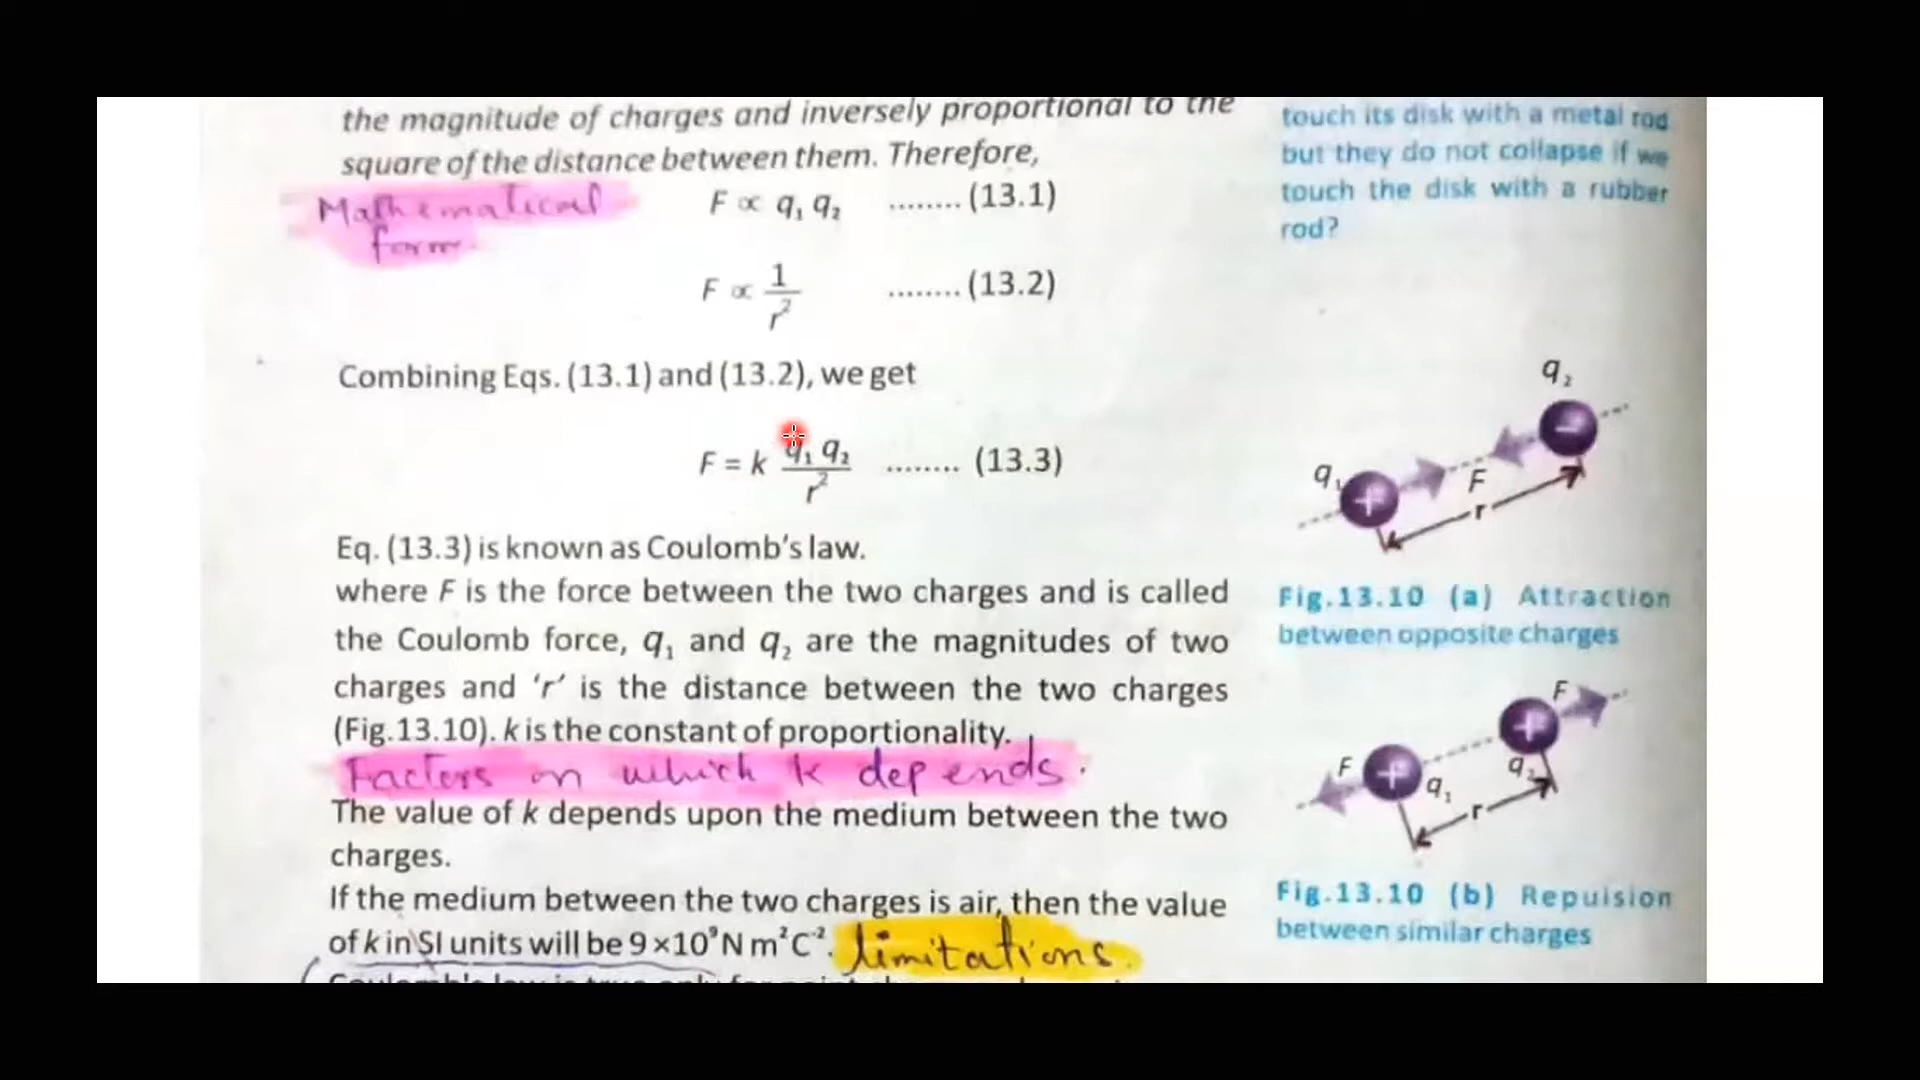 the magnitude of charges and inversely proportional to the
square of the distance between them. Therefore,
Mathematical
form
F ∝ q₁ q₂ ........ (13.1)
F ∝ 1/r² ........ (13.2)
Combining Eqs. (13.1) and (13.2), we get
F = k q₁ q₂/r² ........ (13.3)
Eq. (13.3) is known as Coulomb's law.
where F is the force between the two charges and is called
the Coulomb force, q₁ and q₂ are the magnitudes of two
charges and 'r' is the distance between the two charges
(Fig.13.10). k is the constant of proportionality.
Factors on which k depends.
The value of k depends upon the medium between the two
charges.
If the medium between the two charges is air, then the value
of k in SI units will be 9×10⁹ N m² C⁻².
limitations.
touch its disk with a metal rod
but they do not collapse if we
touch the disk with a rubber
rod?
q₂
q₁
F
r
Fig.13.10 (a) Attraction
between opposite charges
F
F
q₂
q₁
r
Fig.13.10 (b) Repulsion
between similar charges